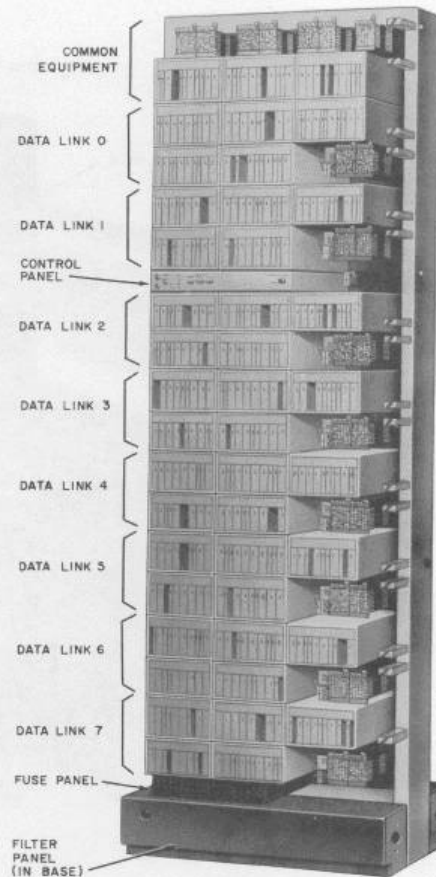 COMMON
EQUIPMENT
DATA LINK 0
DATA LINK 1
CONTROL
PANEL
DATA LINK 2
DATA LINK 3
DATA LINK 4
DATA LINK 5
DATA LINK 6
DATA LINK 7
FUSE PANEL
FILTER
PANEL
(IN BASE)